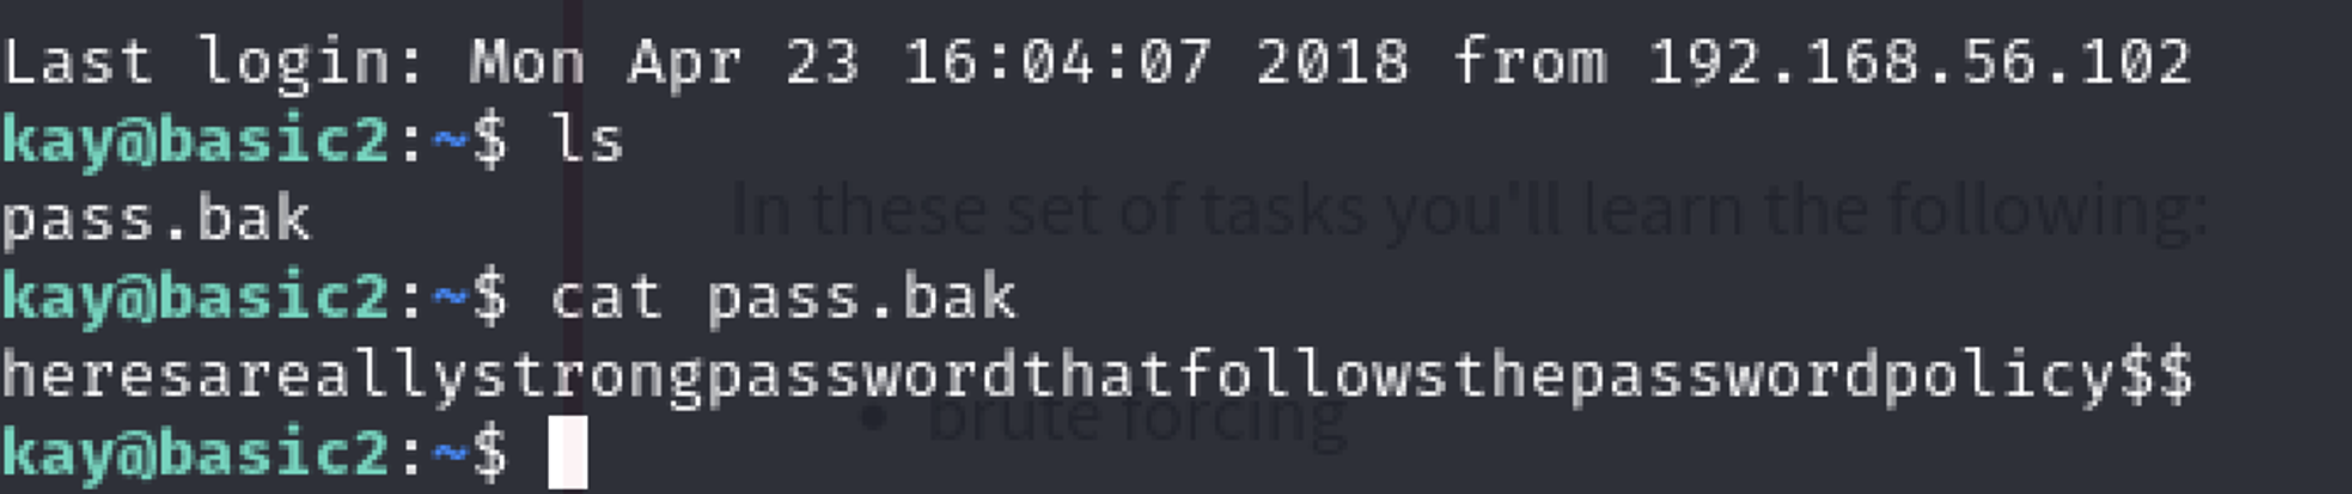 Last login: Mon Apr 23 16:04:07 2018 from 192.168.56.102
kay@basic2:~$ ls
In these set of tasks you'll learn the following:
pass.bak
kay@basic2:~$ cat pass.bak
heresareallystrongpasswordthatfollowsthepasswordpolicy$$
• brute forcing
kay@basic2:~$